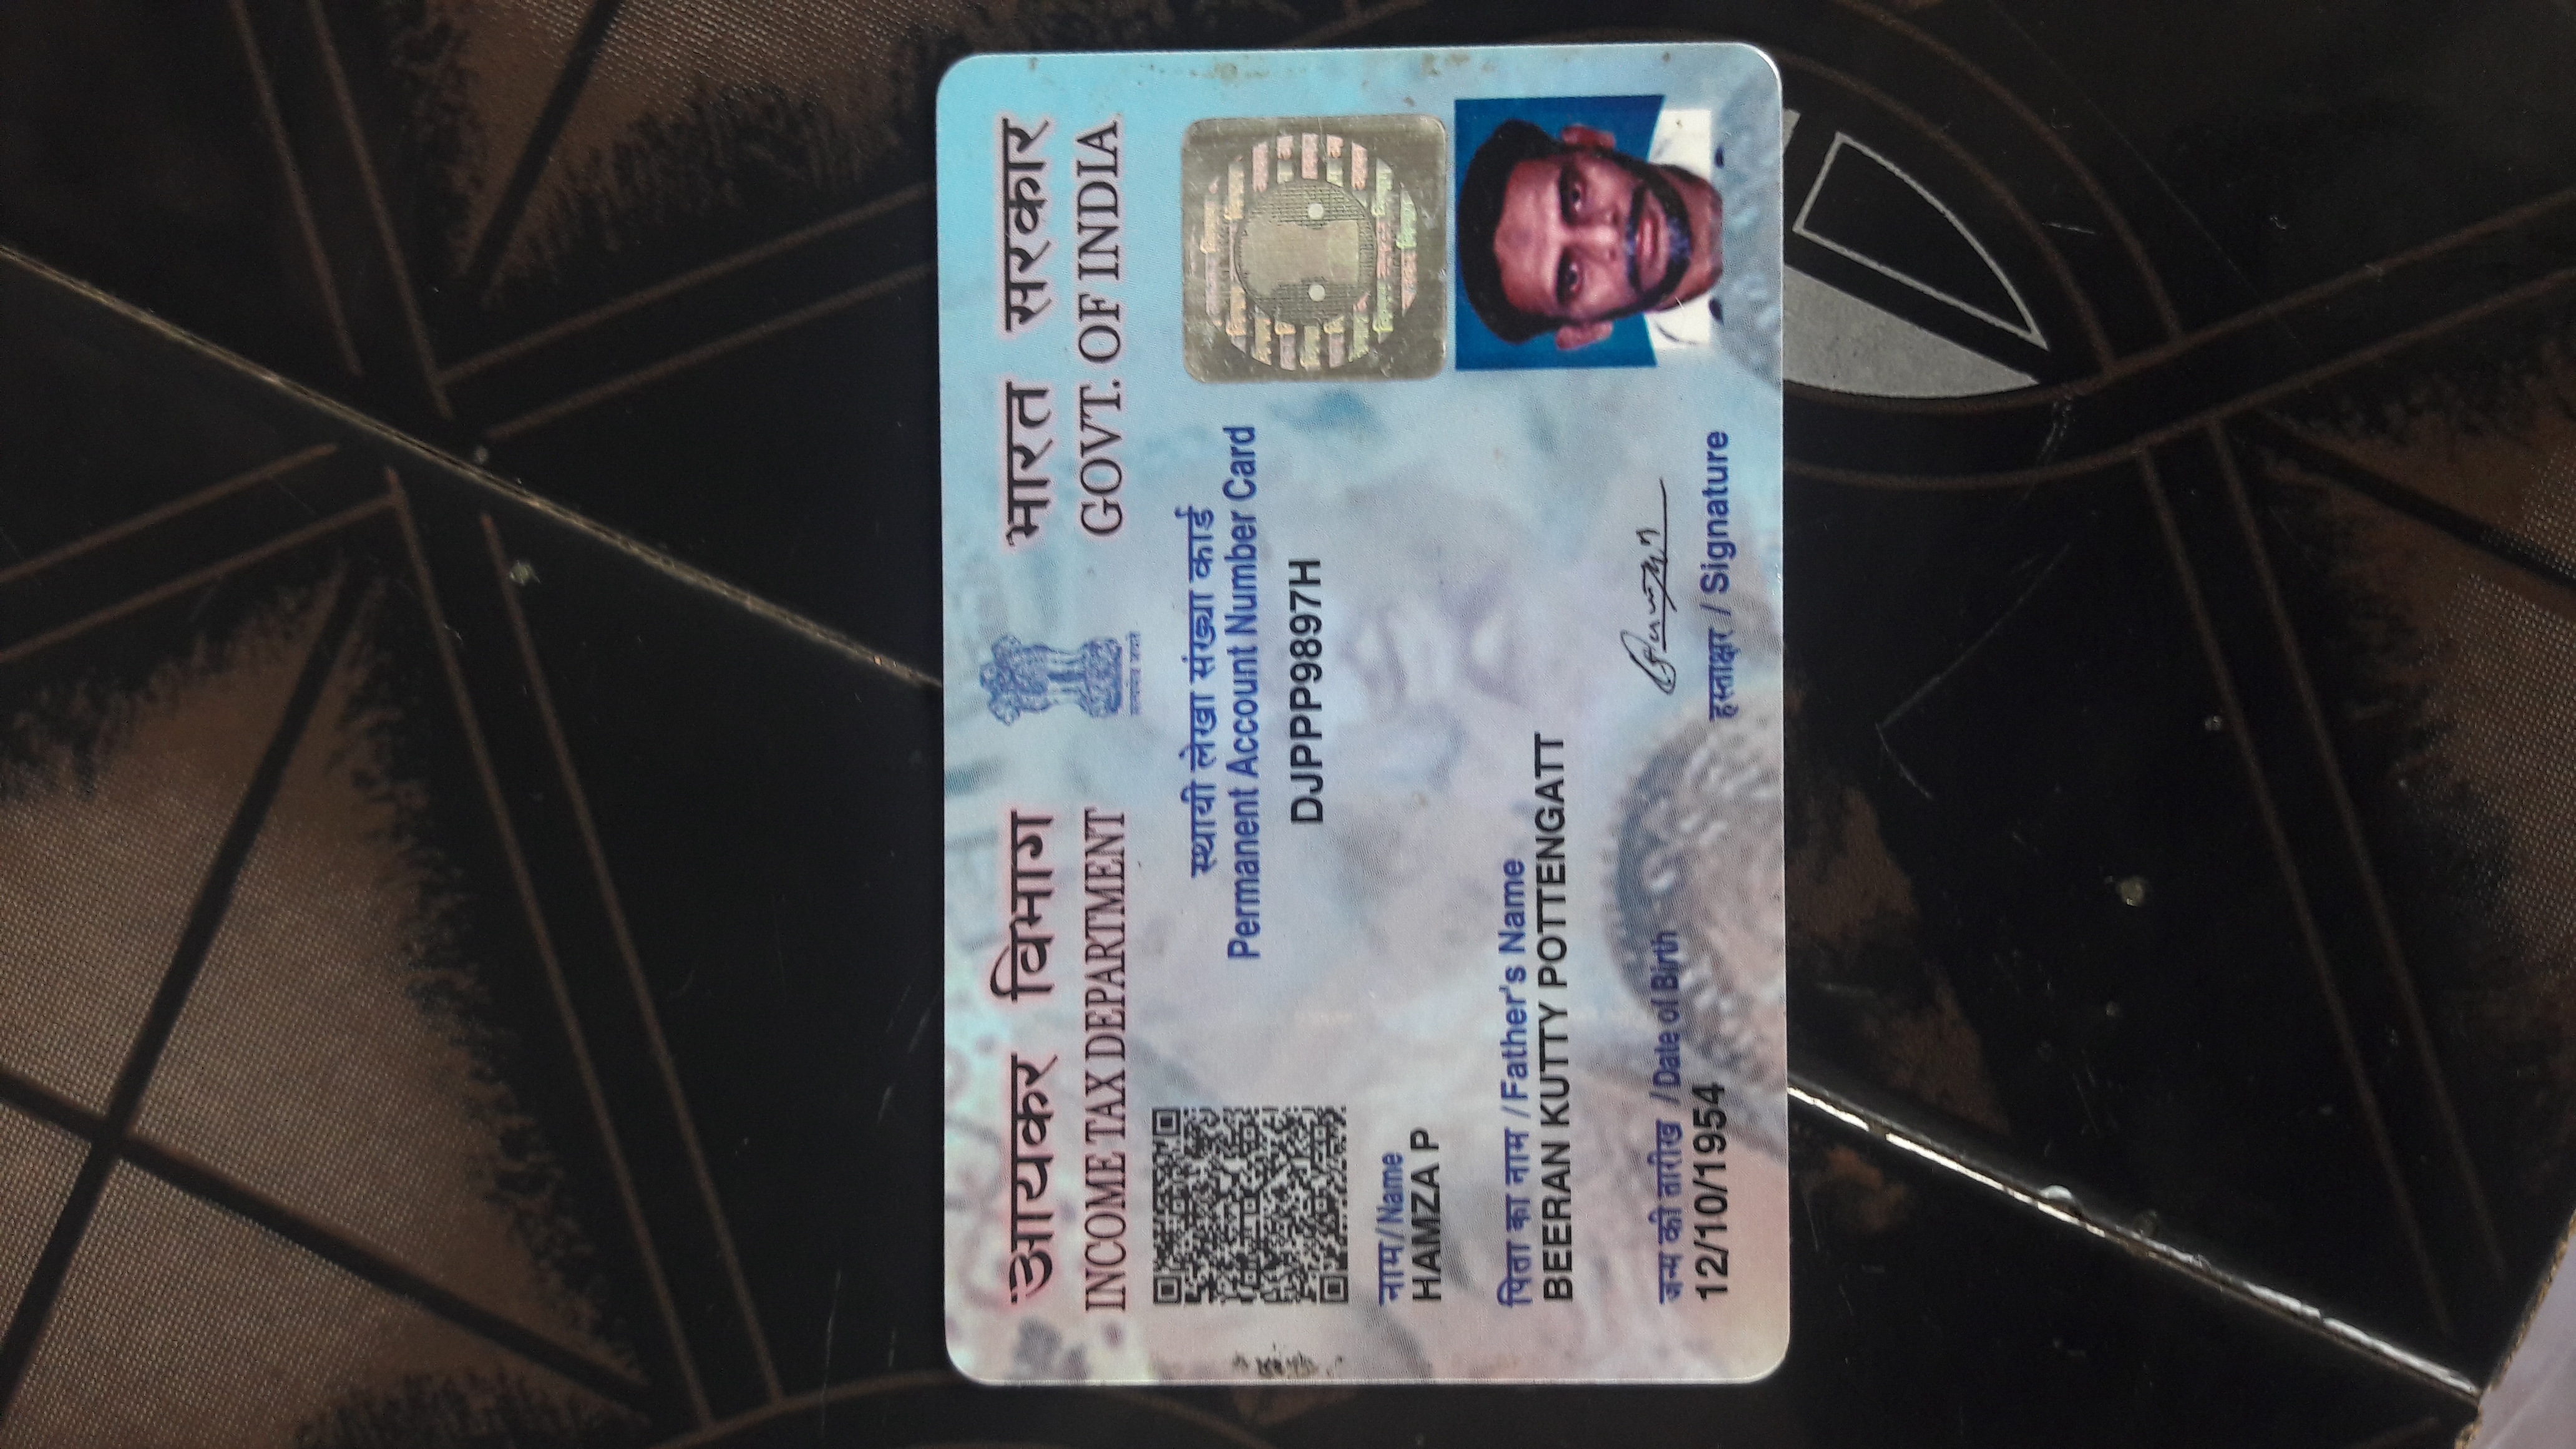 आयकर विभाग
INCOME TAX DEPARTMENT
भारत सरकार
GOVT. OF INDIA
सत्यमेव जयते
स्थायी लेखा संख्या कार्ड
Permanent Account Number Card
DJPPP9897H
नाम/Name
HAMZA P
पिता का नाम /Father's Name
BEERAN KUTTY POTTENGATT
जन्म की तारीख /Date of Birth
12/10/1954
हस्ताक्षर / Signature